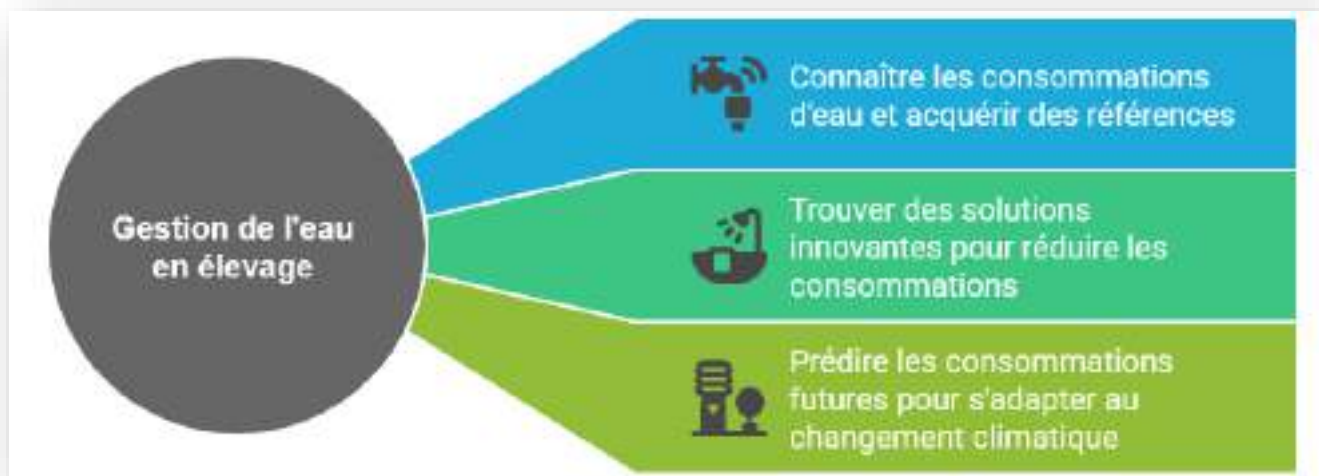 Gestion de l'eau
en élevage
Connaître les consommations
d'eau et acquérir des références
Trouver des solutions
innovantes pour réduire les
consommations
Prédire les consommations
futures pour s'adapter au
changement climatique